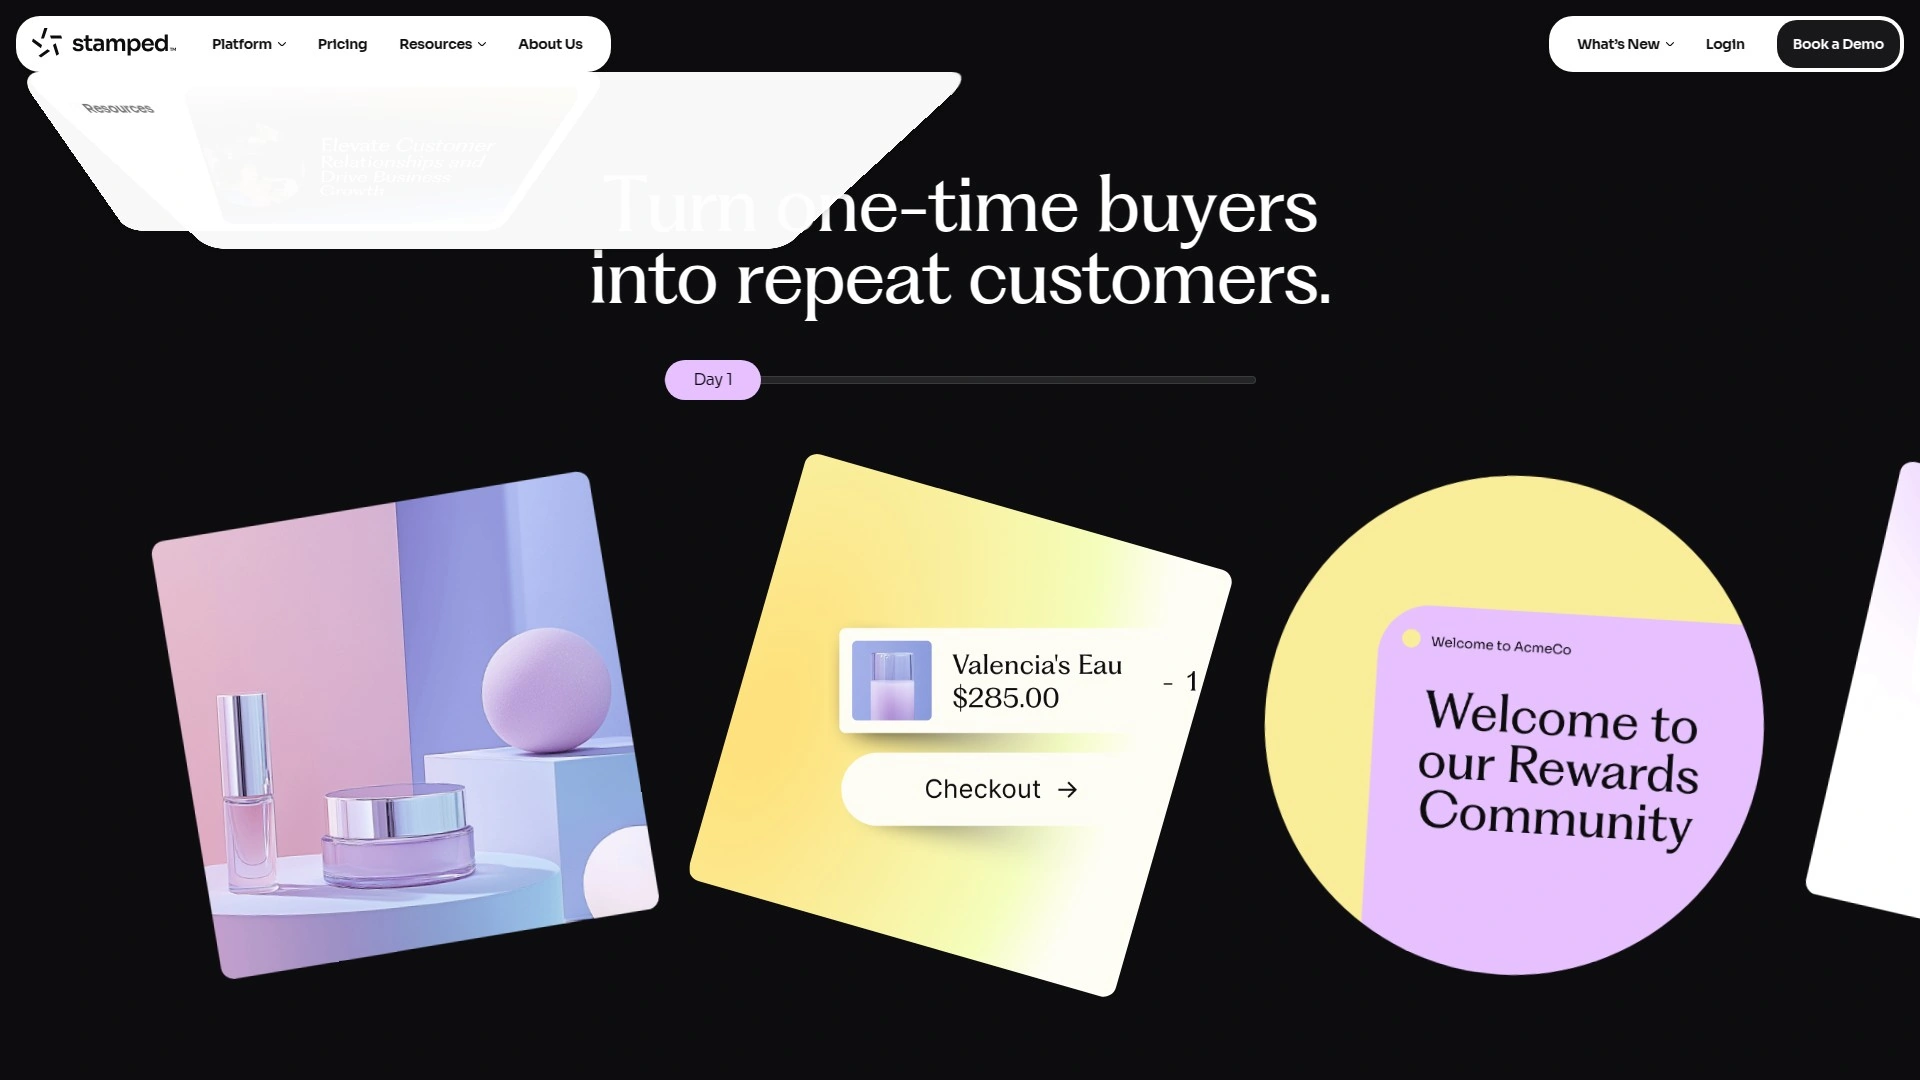 stamped™
Platform
Pricing
Resources
About Us
What's New
Login
Book a Demo
Resources
Elevate Customer
Relationships and
Drive Business
Growth
Turn one-time buyers
into repeat customers.
Day 1
Valencia's Eau
$285.00
- 1
Checkout →
Welcome to AcmeCo
Welcome to
our Rewards
Community